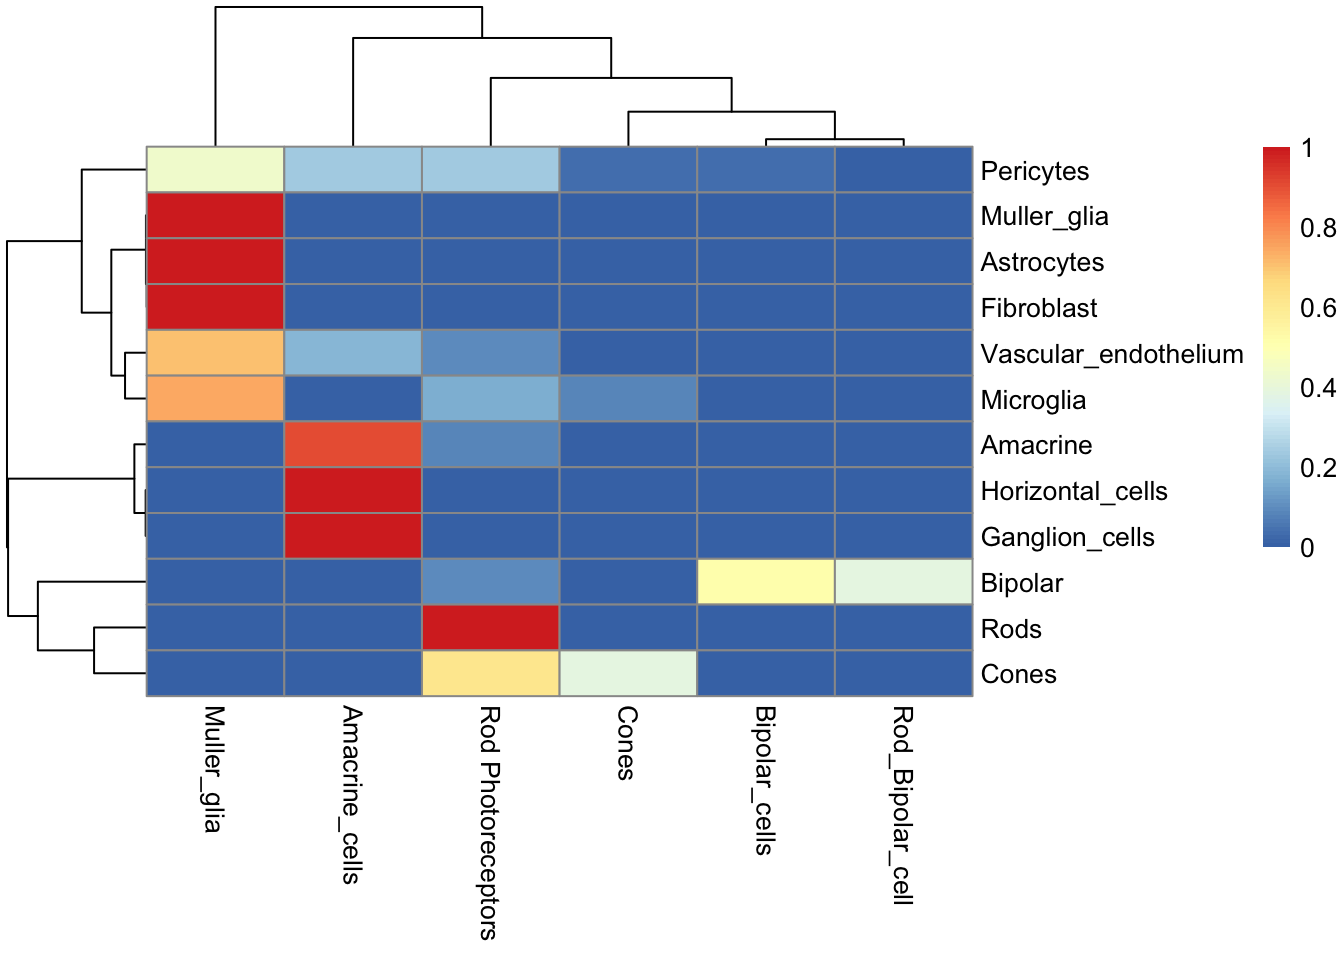 Pericytes
Muller_glia
Astrocytes
Fibroblast
Vascular_endothelium
Microglia
Amacrine
Horizontal_cells
Ganglion_cells
Bipolar
Rods
Cones
Muller_glia
Amacrine_cells
Rod Photoreceptors
Cones
Bipolar_cells
Rod_Bipolar_cell
1
0.8
0.6
0.4
0.2
0